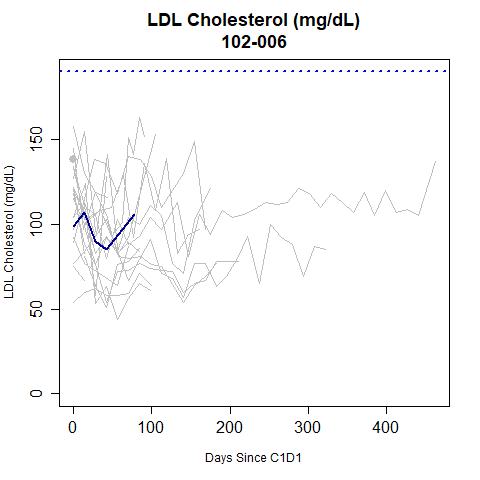 LDL Cholesterol (mg/dL)
102-006
LDL Cholesterol (mg/dL)
150
100
50
0
0 100 200 300 400
Days Since C1D1